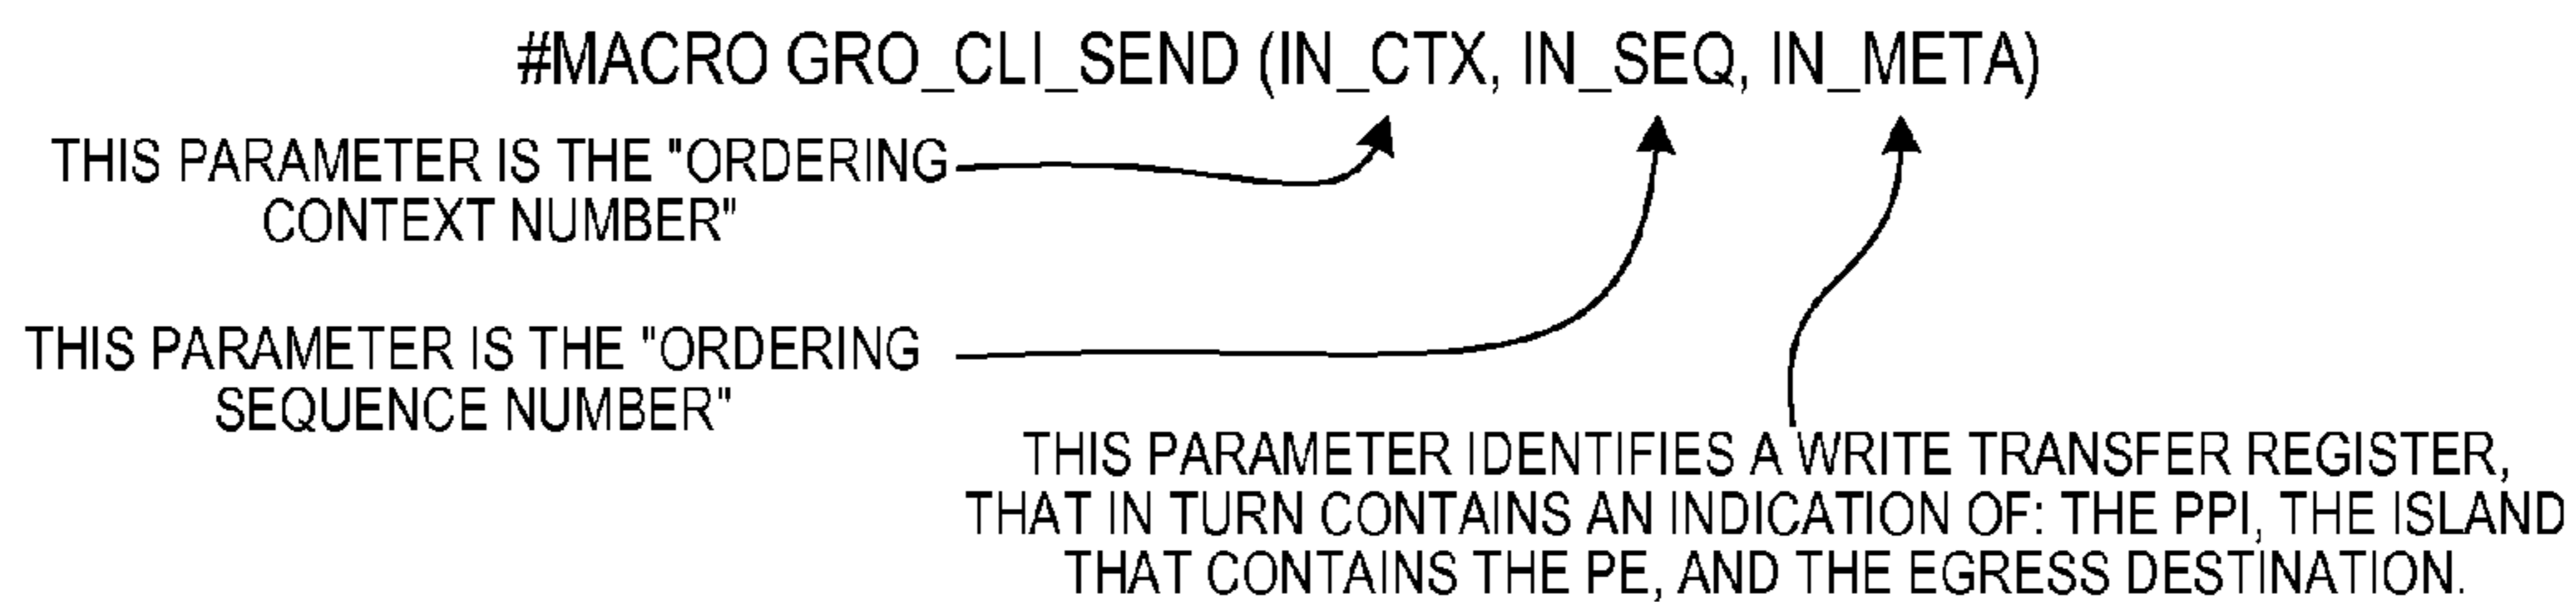 #MACRO GRO_CLI_SEND (IN_CTX, IN_SEQ, IN_META)
THIS PARAMETER IS THE "ORDERING
CONTEXT NUMBER"
THIS PARAMETER IS THE "ORDERING
SEQUENCE NUMBER"
THIS PARAMETER IDENTIFIES A WRITE TRANSFER REGISTER,
THAT IN TURN CONTAINS AN INDICATION OF: THE PPI, THE ISLAND
THAT CONTAINS THE PE, AND THE EGRESS DESTINATION.